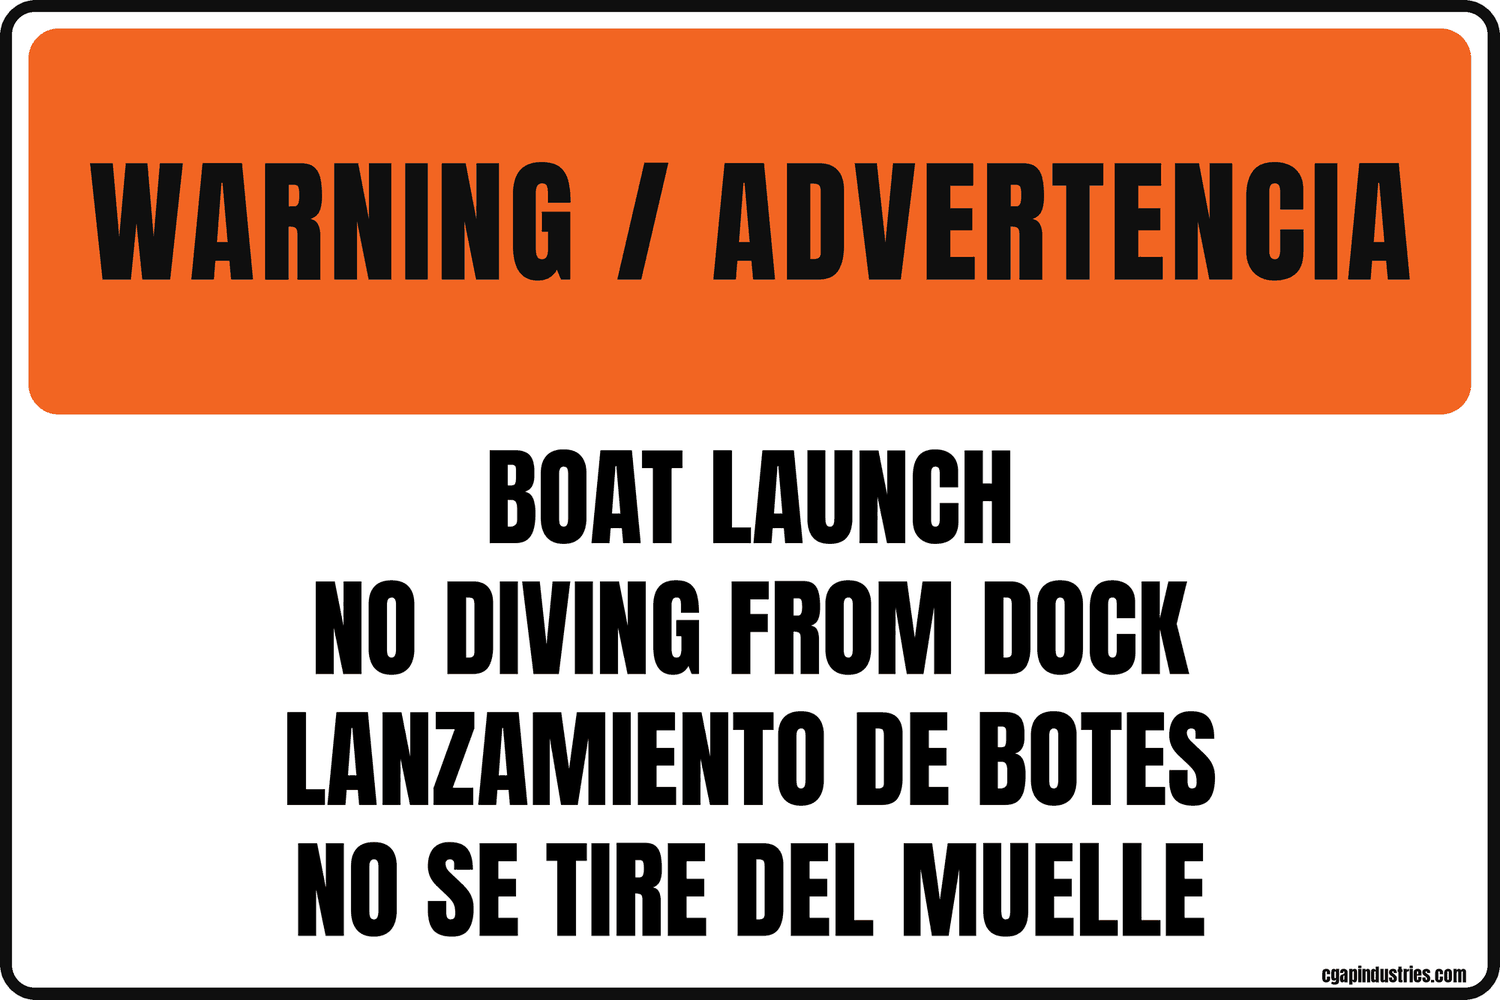 WARNING / ADVERTENCIA
BOAT LAUNCH
NO DIVING FROM DOCK
LANZAMIENTO DE BOTES
NO SE TIRE DEL MUELLE
cgapindustries.com